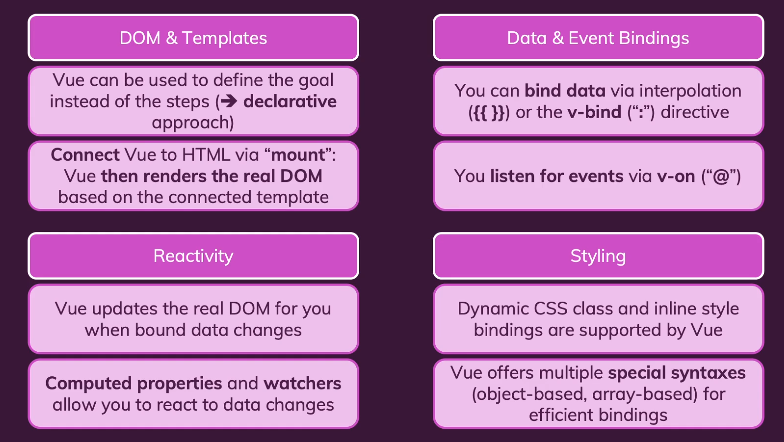 DOM & Templates
Vue can be used to define the goal
instead of the steps (➔ declarative
approach)
Connect Vue to HTML via “mount”:
Vue then renders the real DOM
based on the connected template
Data & Event Bindings
You can bind data via interpolation
({{ }}) or the v-bind (“:”) directive
You listen for events via v-on (“@”)
Reactivity
Vue updates the real DOM for you
when bound data changes
Computed properties and watchers
allow you to react to data changes
Styling
Dynamic CSS class and inline style
bindings are supported by Vue
Vue offers multiple special syntaxes
(object-based, array-based) for
efficient bindings